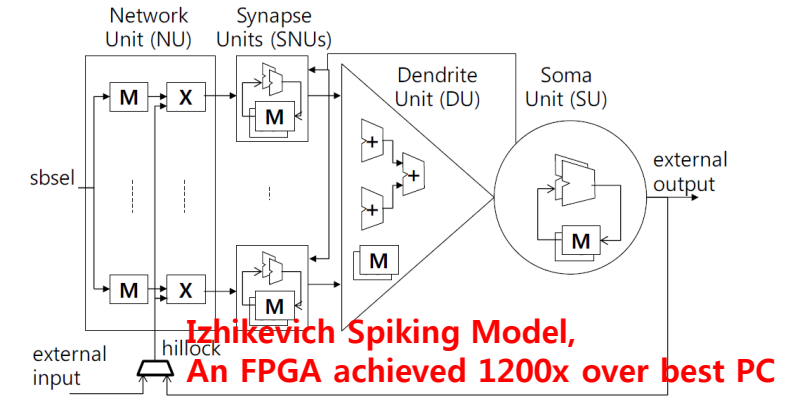 Network
Unit (NU)
Synapse
Units (SNUs)
Dendrite
Unit (DU)
Soma
Unit (SU)
M
X
M
sbsel
+
+
+
M
M
external
output
M
X
M
external
input
hillock
Izhikevich Spiking Model,
An FPGA achieved 1200x over best PC